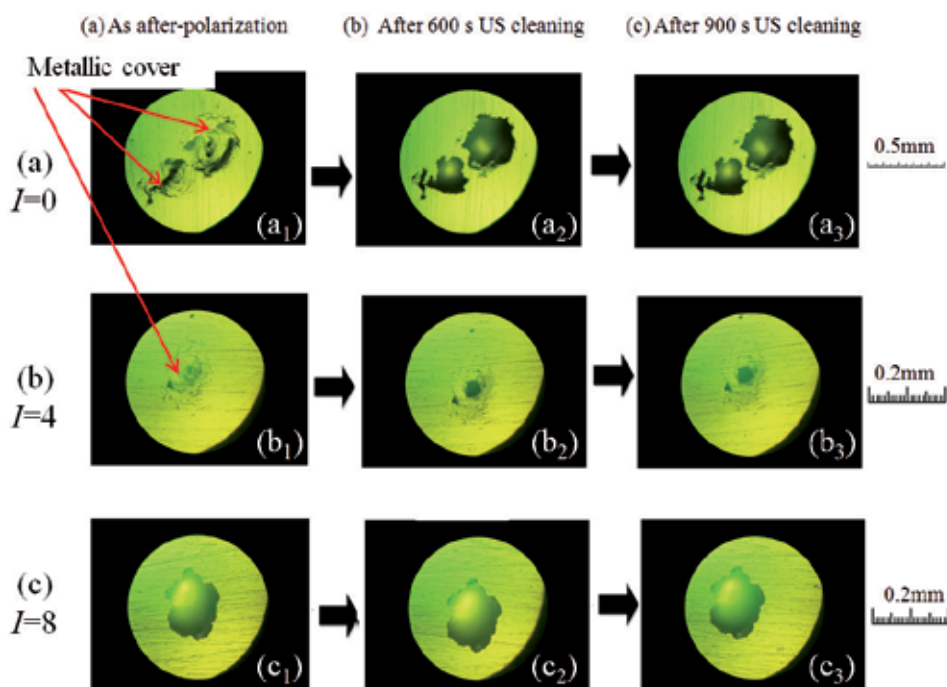 (a) As after-polarization (b) After 600 s US cleaning (c) After 900 s US cleaning
Metallic cover
(a)
I=0
(a1)
(a2)
(a3)
0.5mm
(b)
I=4
(b1)
(b2)
(b3)
0.2mm
(c)
I=8
(c1)
(c2)
(c3)
0.2mm